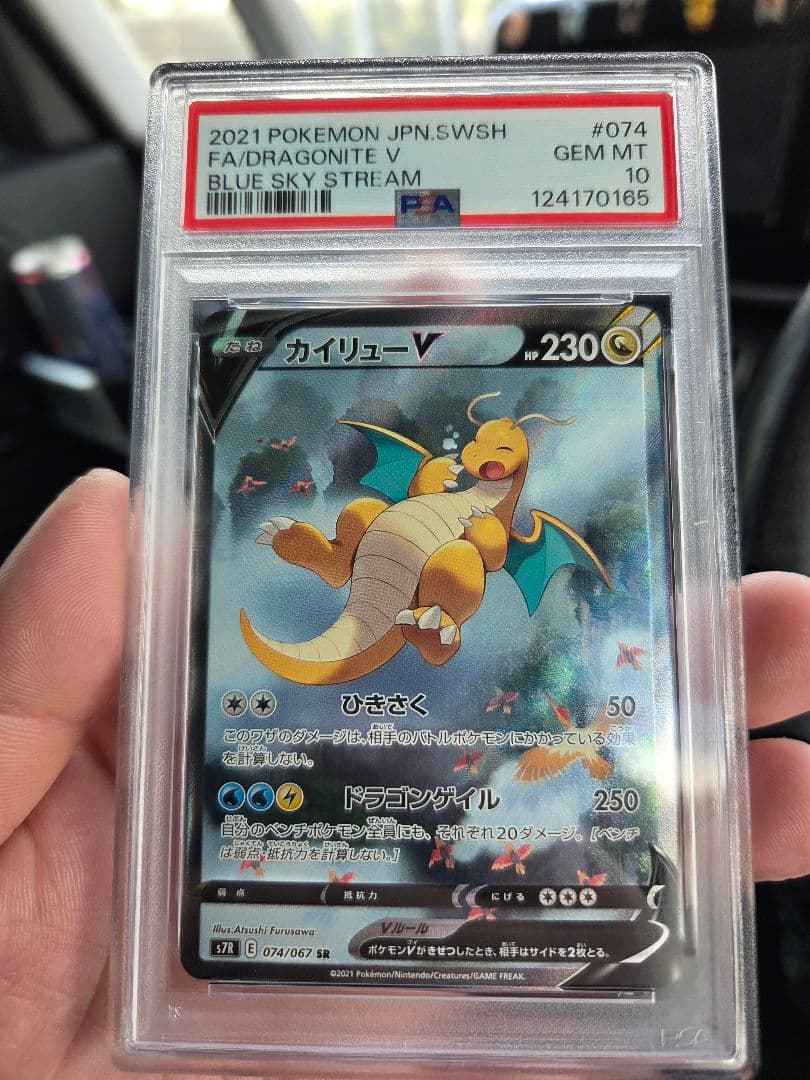 2021 POKEMON JPN.SWSH #074
FA/DRAGONITE V GEM MT
BLUE SKY STREAM 10
PSA 124170165
たね カイリューV HP 230
ひきさく 50
このワザのダメージは、相手のバトルポケモンにかかっている効果
を計算しない。
ドラゴンゲイル 250
自分のベンチポケモン全員にも、それぞれ20ダメージ。[ベンチ
は弱点・抵抗力を計算しない。]
弱点 抵抗力 にげる
Illus.Atsushi Furusawa Vルール
s7R E 074/067 SR ポケモンVがきぜつしたとき、相手はサイドを2枚とる。
©2021 Pokémon/Nintendo/Creatures/GAME FREAK.
PSA